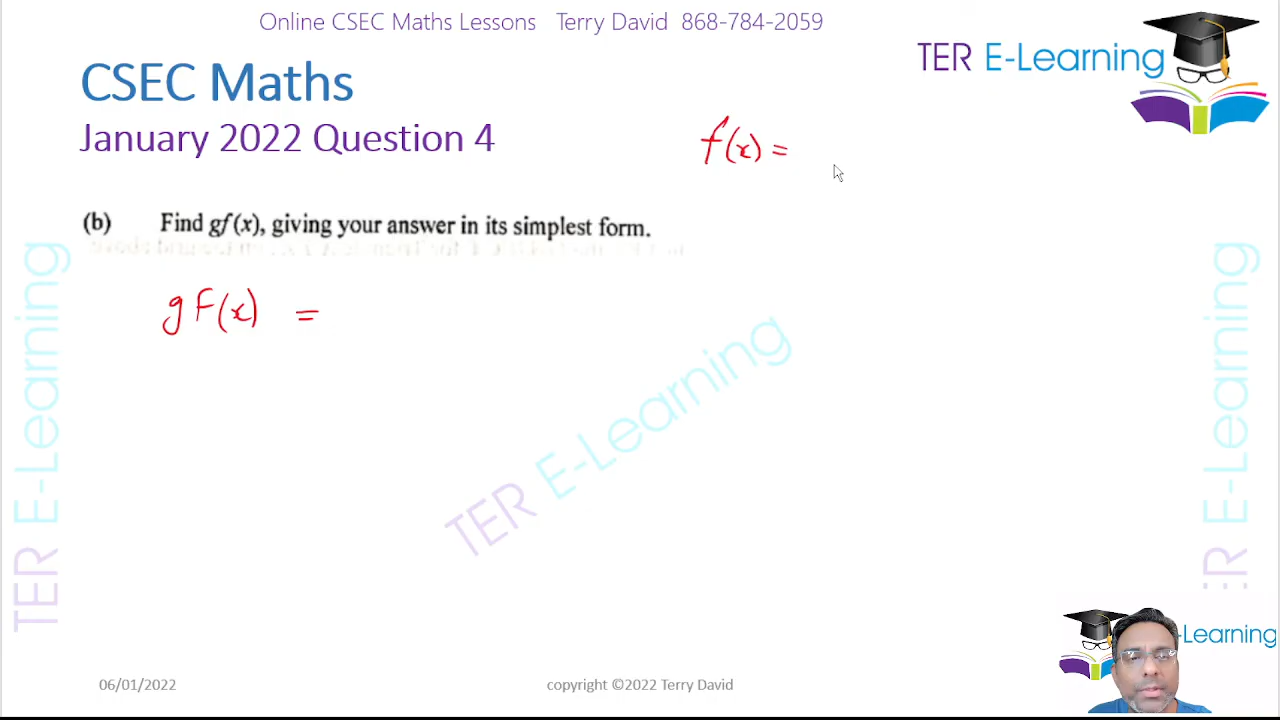 Online CSEC Maths Lessons Terry David 868-784-2059
TER E-Learning
CSEC Maths
January 2022 Question 4
f(x) =
(b) Find gf(x), giving your answer in its simplest form.
gf(x) =
TER E-Learning
TER E-Learning
E-Learning
-Learning
06/01/2022
copyright ©2022 Terry David